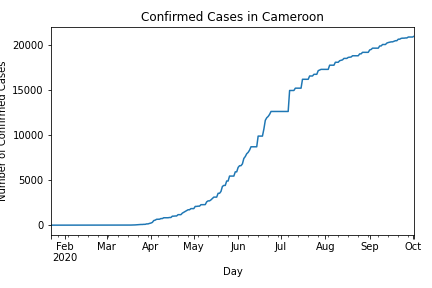 Confirmed Cases in Cameroon
Number of Confirmed Cases
20000
15000
10000
5000
0
Feb Mar Apr May Jun Jul Aug Sep Oct
2020
Day